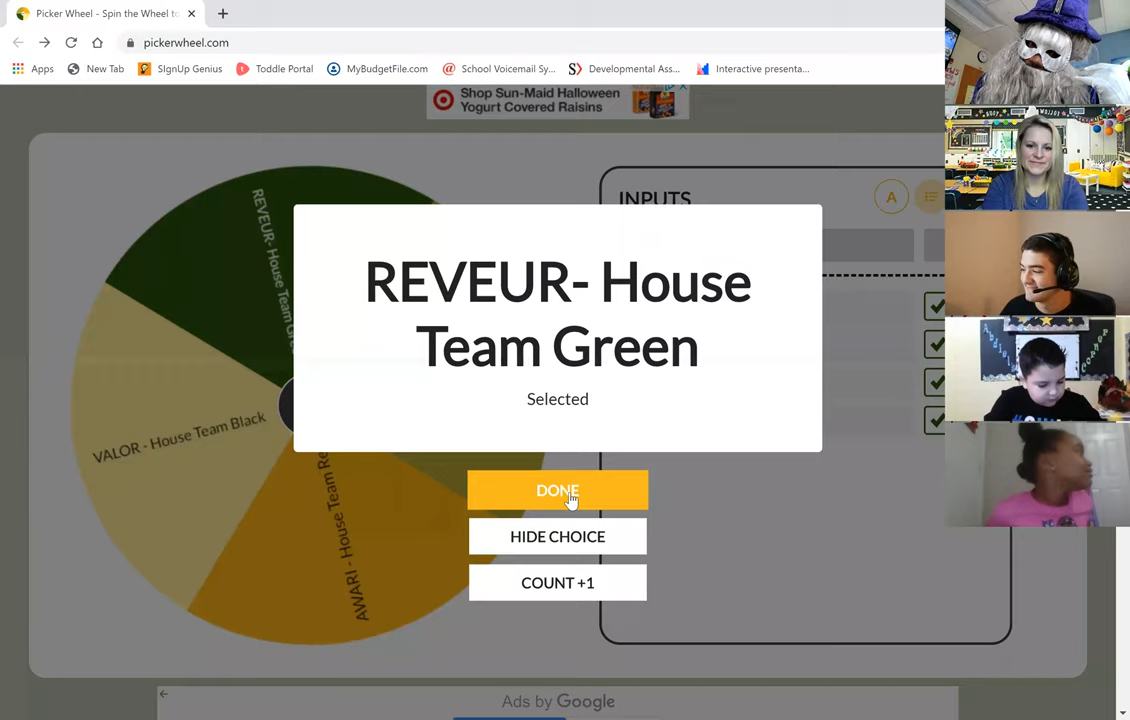 Picker Wheel - Spin the Wheel to
pickerwheel.com
Apps
New Tab
SIgnUp Genius
Toddle Portal
MyBudgetFile.com
School Voicemail Sy...
Developmental Ass...
Interactive presenta...
Shop Sun-Maid Halloween
Yogurt Covered Raisins
INPUTS
A
REVEUR- House Team Gre
VALOR - House Team Black
AWARI - House Team Re
REVEUR- House
Team Green
Selected
DONE
HIDE CHOICE
COUNT +1
Ads by Google